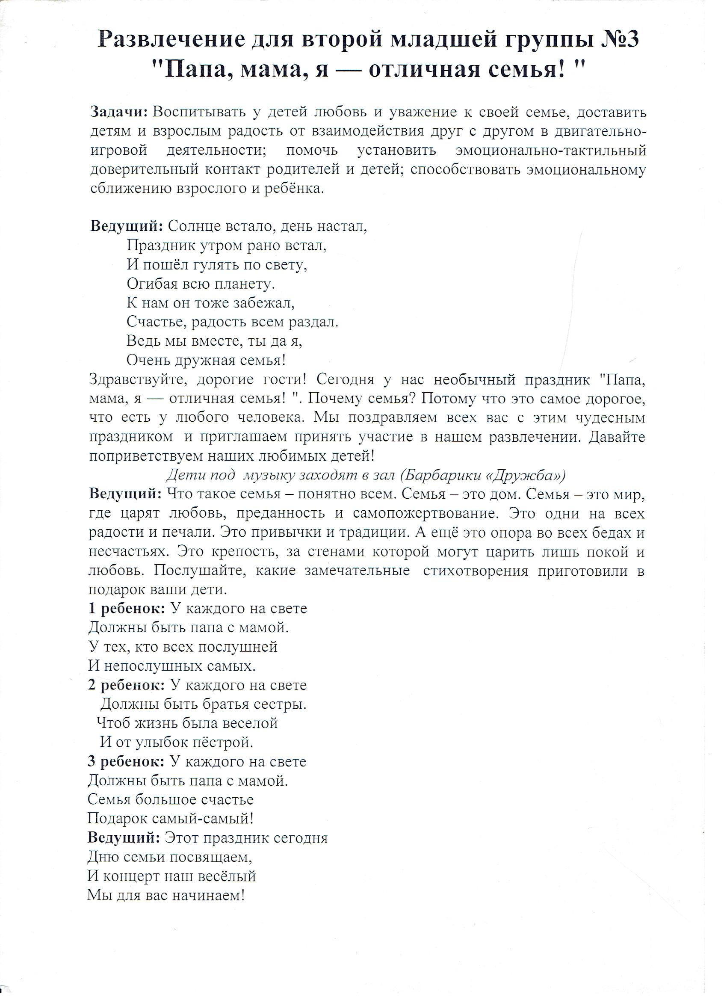 Развлечение для второй младшей группы №3
"Папа, мама, я — отличная семья! "
Задачи: Воспитывать у детей любовь и уважение к своей семье, доставить
детям и взрослым радость от взаимодействия друг с другом в двигательно-
игровой деятельности; помочь установить эмоционально-тактильный
доверительный контакт родителей и детей; способствовать эмоциональному
сближению взрослого и ребёнка.
Ведущий: Солнце встало, день настал,
Праздник утром рано встал,
И пошёл гулять по свету,
Огибая всю планету.
К нам он тоже забежал,
Счастье, радость всем раздал.
Ведь мы вместе, ты да я,
Очень дружная семья!
Здравствуйте, дорогие гости! Сегодня у нас необычный праздник "Папа,
мама, я — отличная семья! ". Почему семья? Потому что это самое дорогое,
что есть у любого человека. Мы поздравляем всех вас с этим чудесным
праздником и приглашаем принять участие в нашем развлечении. Давайте
поприветствуем наших любимых детей!
Дети под музыку заходят в зал (Барбарики «Дружба»)
Ведущий: Что такое семья – понятно всем. Семья – это дом. Семья – это мир,
где царят любовь, преданность и самопожертвование. Это одни на всех
радости и печали. Это привычки и традиции. А ещё это опора во всех бедах и
несчастьях. Это крепость, за стенами которой могут царить лишь покой и
любовь. Послушайте, какие замечательные стихотворения приготовили в
подарок ваши дети.
1 ребенок: У каждого на свете
Должны быть папа с мамой.
У тех, кто всех послушней
И непослушных самых.
2 ребенок: У каждого на свете
Должны быть братья сестры.
Чтоб жизнь была веселой
И от улыбок пёстрой.
3 ребенок: У каждого на свете
Должны быть папа с мамой.
Семья большое счастье
Подарок самый-самый!
Ведущий: Этот праздник сегодня
Дню семьи посвящаем,
И концерт наш весёлый
Мы для вас начинаем!